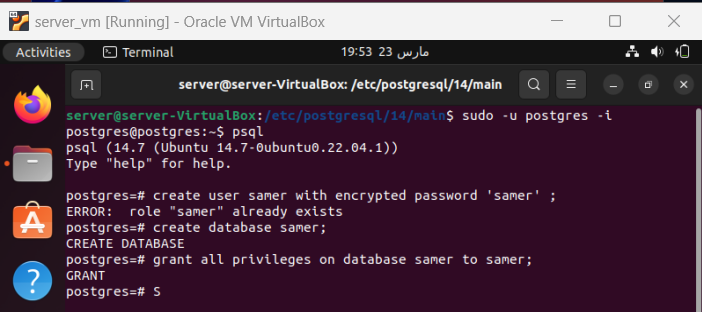 server_vm [Running] - Oracle VM VirtualBox
Activities Terminal 19:53 23 مارس
server@server-VirtualBox: /etc/postgresql/14/main
server@server-VirtualBox:/etc/postgresql/14/main$ sudo -u postgres -i
postgres@postgres:~$ psql
psql (14.7 (Ubuntu 14.7-0ubuntu0.22.04.1))
Type "help" for help.
postgres=# create user samer with encrypted password 'samer' ;
ERROR:  role "samer" already exists
postgres=# create database samer;
CREATE DATABASE
postgres=# grant all privileges on database samer to samer;
GRANT
postgres=# S